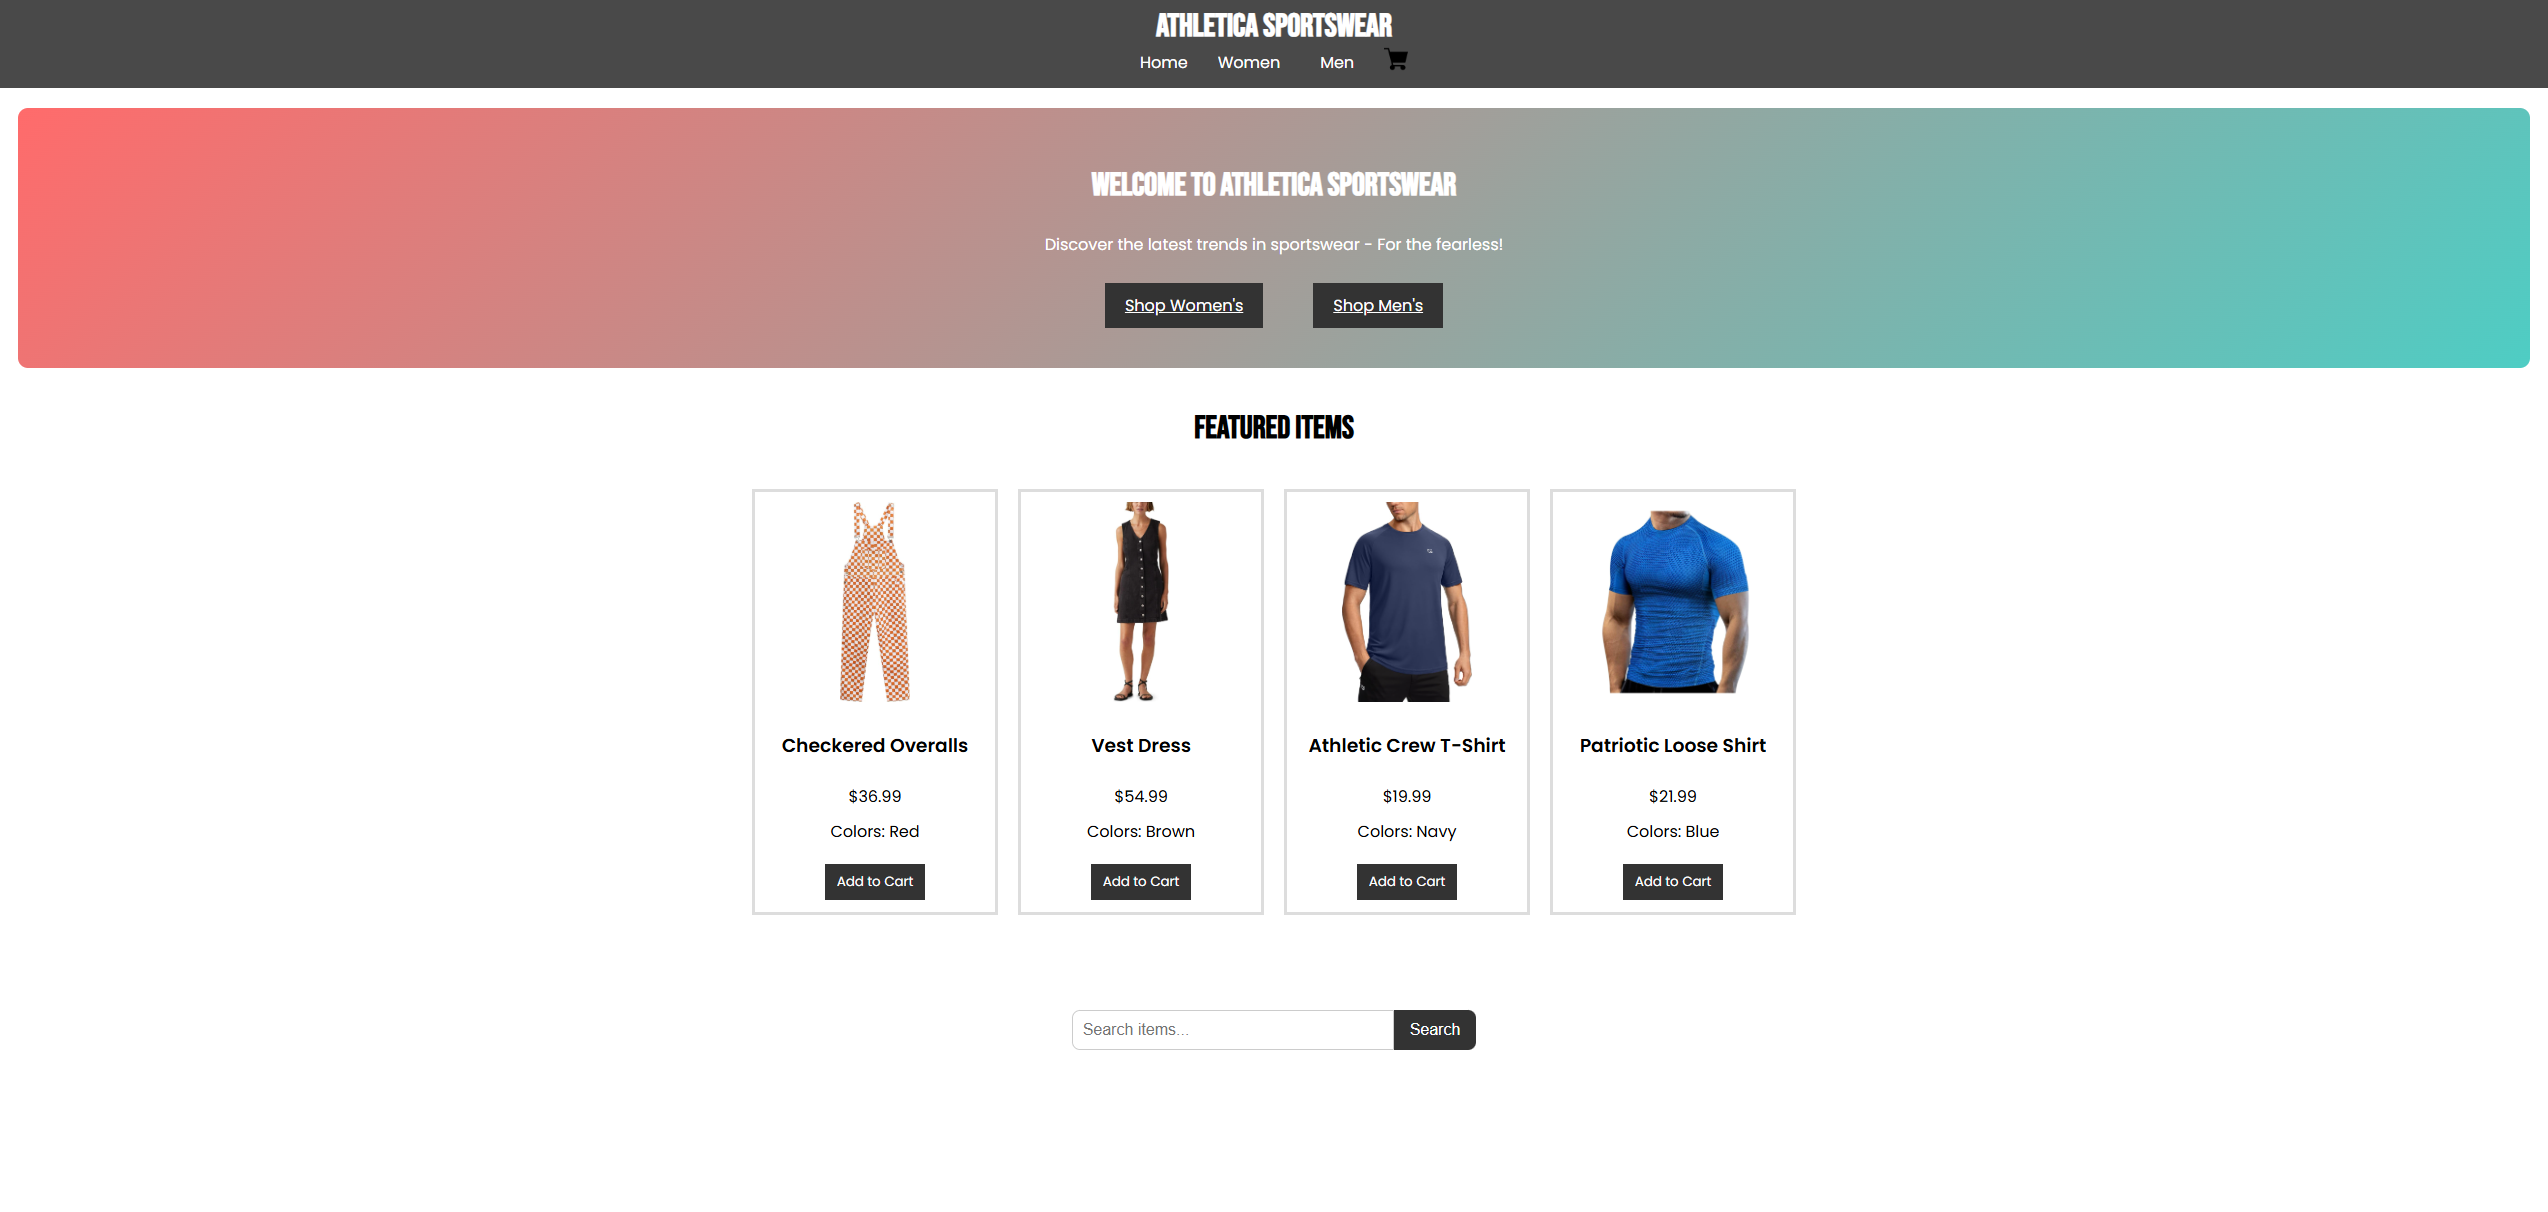 ATHLETICA SPORTSWEAR
Home Women Men
WELCOME TO ATHLETICA SPORTSWEAR
Discover the latest trends in sportswear - For the fearless!
Shop Women's Shop Men's
FEATURED ITEMS
Checkered Overalls
$36.99
Colors: Red
Add to Cart
Vest Dress
$54.99
Colors: Brown
Add to Cart
Athletic Crew T-Shirt
$19.99
Colors: Navy
Add to Cart
Patriotic Loose Shirt
$21.99
Colors: Blue
Add to Cart
Search items... Search